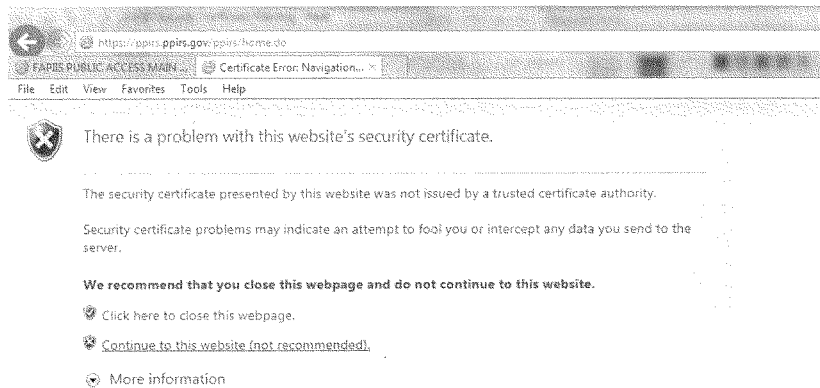 https://ppirs.ppirs.gov/ppirs/home.do
FAPIIS PUBLIC ACCESS MAIN ... Certificate Error: Navigation... ×
File Edit View Favorites Tools Help
There is a problem with this website's security certificate.
The security certificate presented by this website was not issued by a trusted certificate authority.
Security certificate problems may indicate an attempt to fool you or intercept any data you send to the
server.
We recommend that you close this webpage and do not continue to this website.
Click here to close this webpage.
Continue to this website (not recommended).
More information